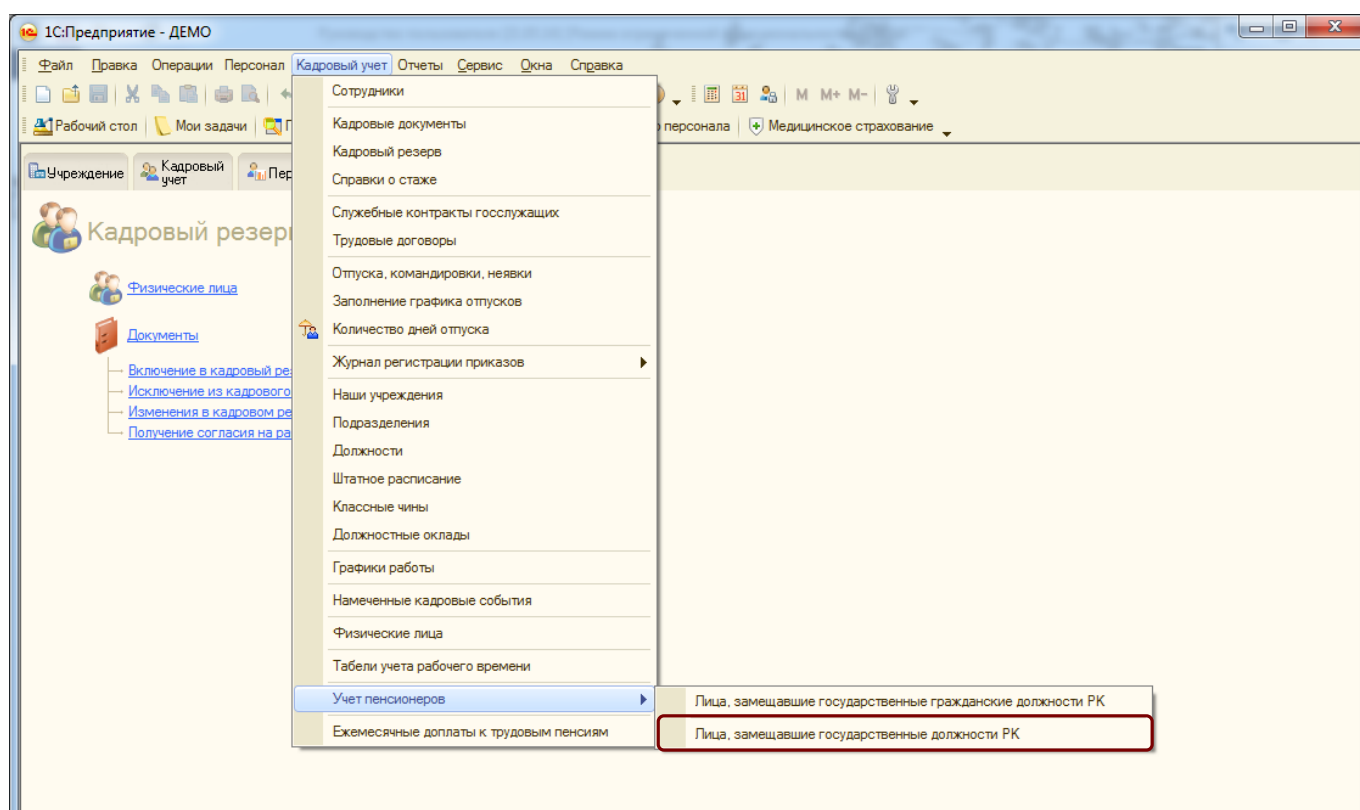 1С:Предприятие - ДЕМО
Файл Правка Операции Персонал Кадровый учет Отчеты Сервис Окна Справка
M M+ M-
Рабочий стол Мои задачи персонала Медицинское страхование
Учреждение Кадровый учет Пер
Кадровый резер
Физические лица
Документы
Включение в кадровый ре
Исключение из кадрового
Изменения в кадровом ре
Получение согласия на ра
Сотрудники
Кадровые документы
Кадровый резерв
Справки о стаже
Служебные контракты госслужащих
Трудовые договоры
Отпуска, командировки, неявки
Заполнение графика отпусков
Количество дней отпуска
Журнал регистрации приказов
Наши учреждения
Подразделения
Должности
Штатное расписание
Классные чины
Должностные оклады
Графики работы
Намеченные кадровые события
Физические лица
Табели учета рабочего времени
Учет пенсионеров
Ежемесячные доплаты к трудовым пенсиям
Лица, замещавшие государственные гражданские должности РК
Лица, замещавшие государственные должности РК